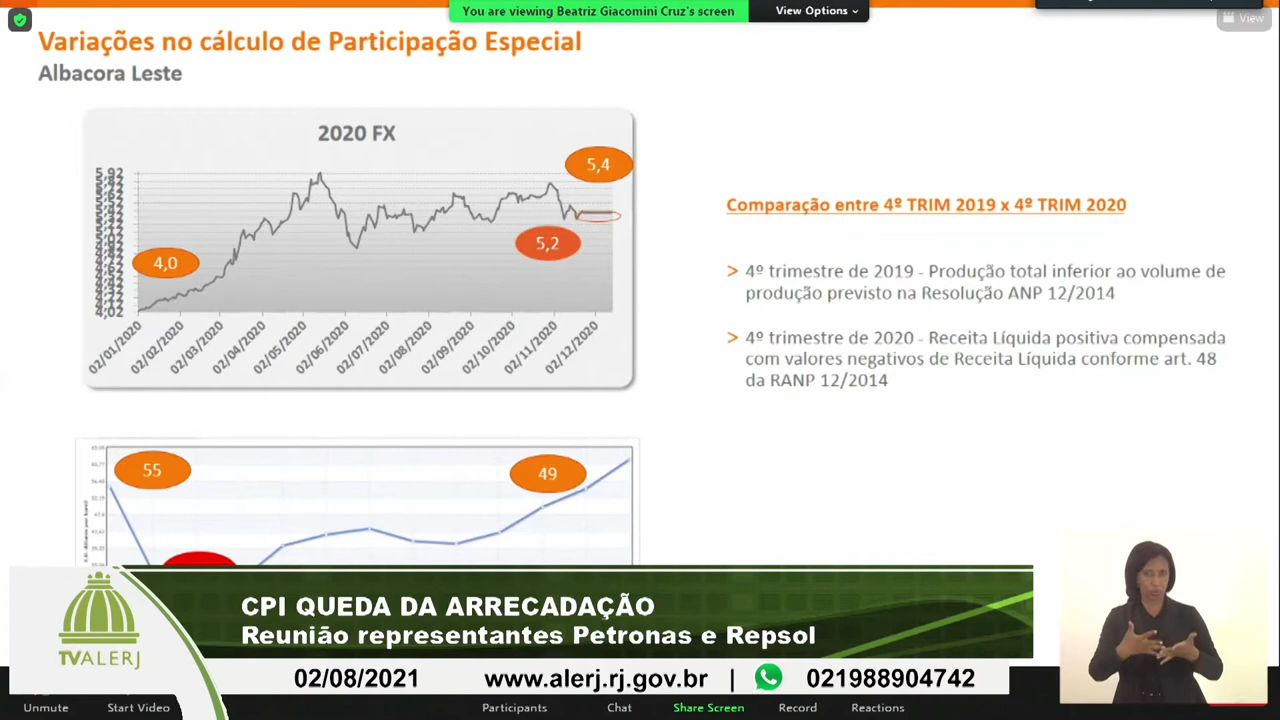 You are viewing Beatriz Giacomini Cruz's screen
View Options
View
Variações no cálculo de Participação Especial
Albacora Leste
2020 FX
5,92
5,4
5,2
4,0
4,12
4,02
02/01/2020
02/02/2020
02/03/2020
02/04/2020
02/05/2020
02/06/2020
02/07/2020
02/08/2020
02/09/2020
02/10/2020
02/11/2020
02/12/2020
Comparação entre 4º TRIM 2019 x 4º TRIM 2020
> 4º trimestre de 2019 - Produção total inferior ao volume de
produção previsto na Resolução ANP 12/2014
> 4º trimestre de 2020 - Receita Líquida positiva compensada
com valores negativos de Receita Líquida conforme art. 48
da RANP 12/2014
55
49
CPI QUEDA DA ARRECADAÇÃO
Reunião representantes Petronas e Repsol
TVALERJ
02/08/2021 www.alerj.rj.gov.br | 021988904742
Unmute
Start Video
Participants
Chat
Share Screen
Record
Reactions